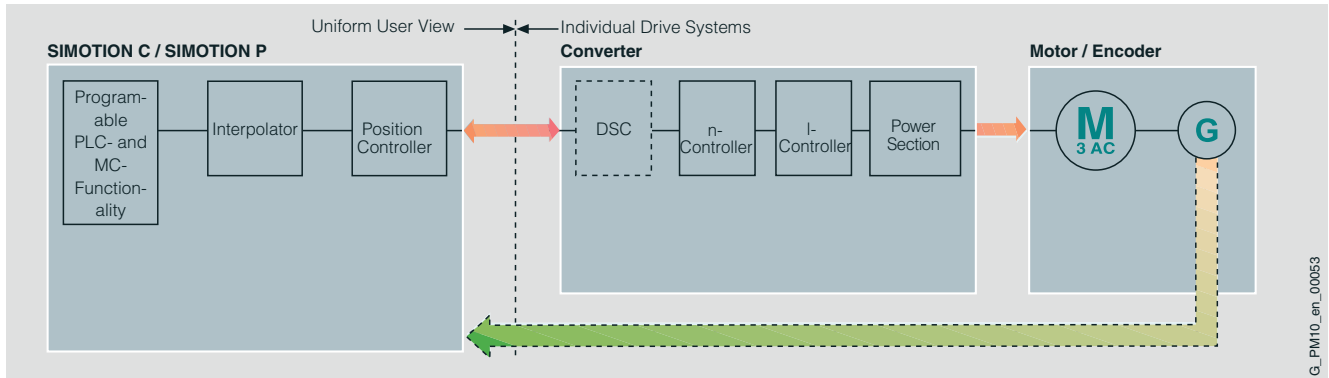 Uniform User View
Individual Drive Systems
SIMOTION C / SIMOTION P
Converter
Motor / Encoder
Program-
able
PLC- and
MC-
Function-
ality
Interpolator
Position
Controller
DSC
n-
Controller
I-
Controller
Power
Section
M
3 AC
G
G_PM10_en_00053